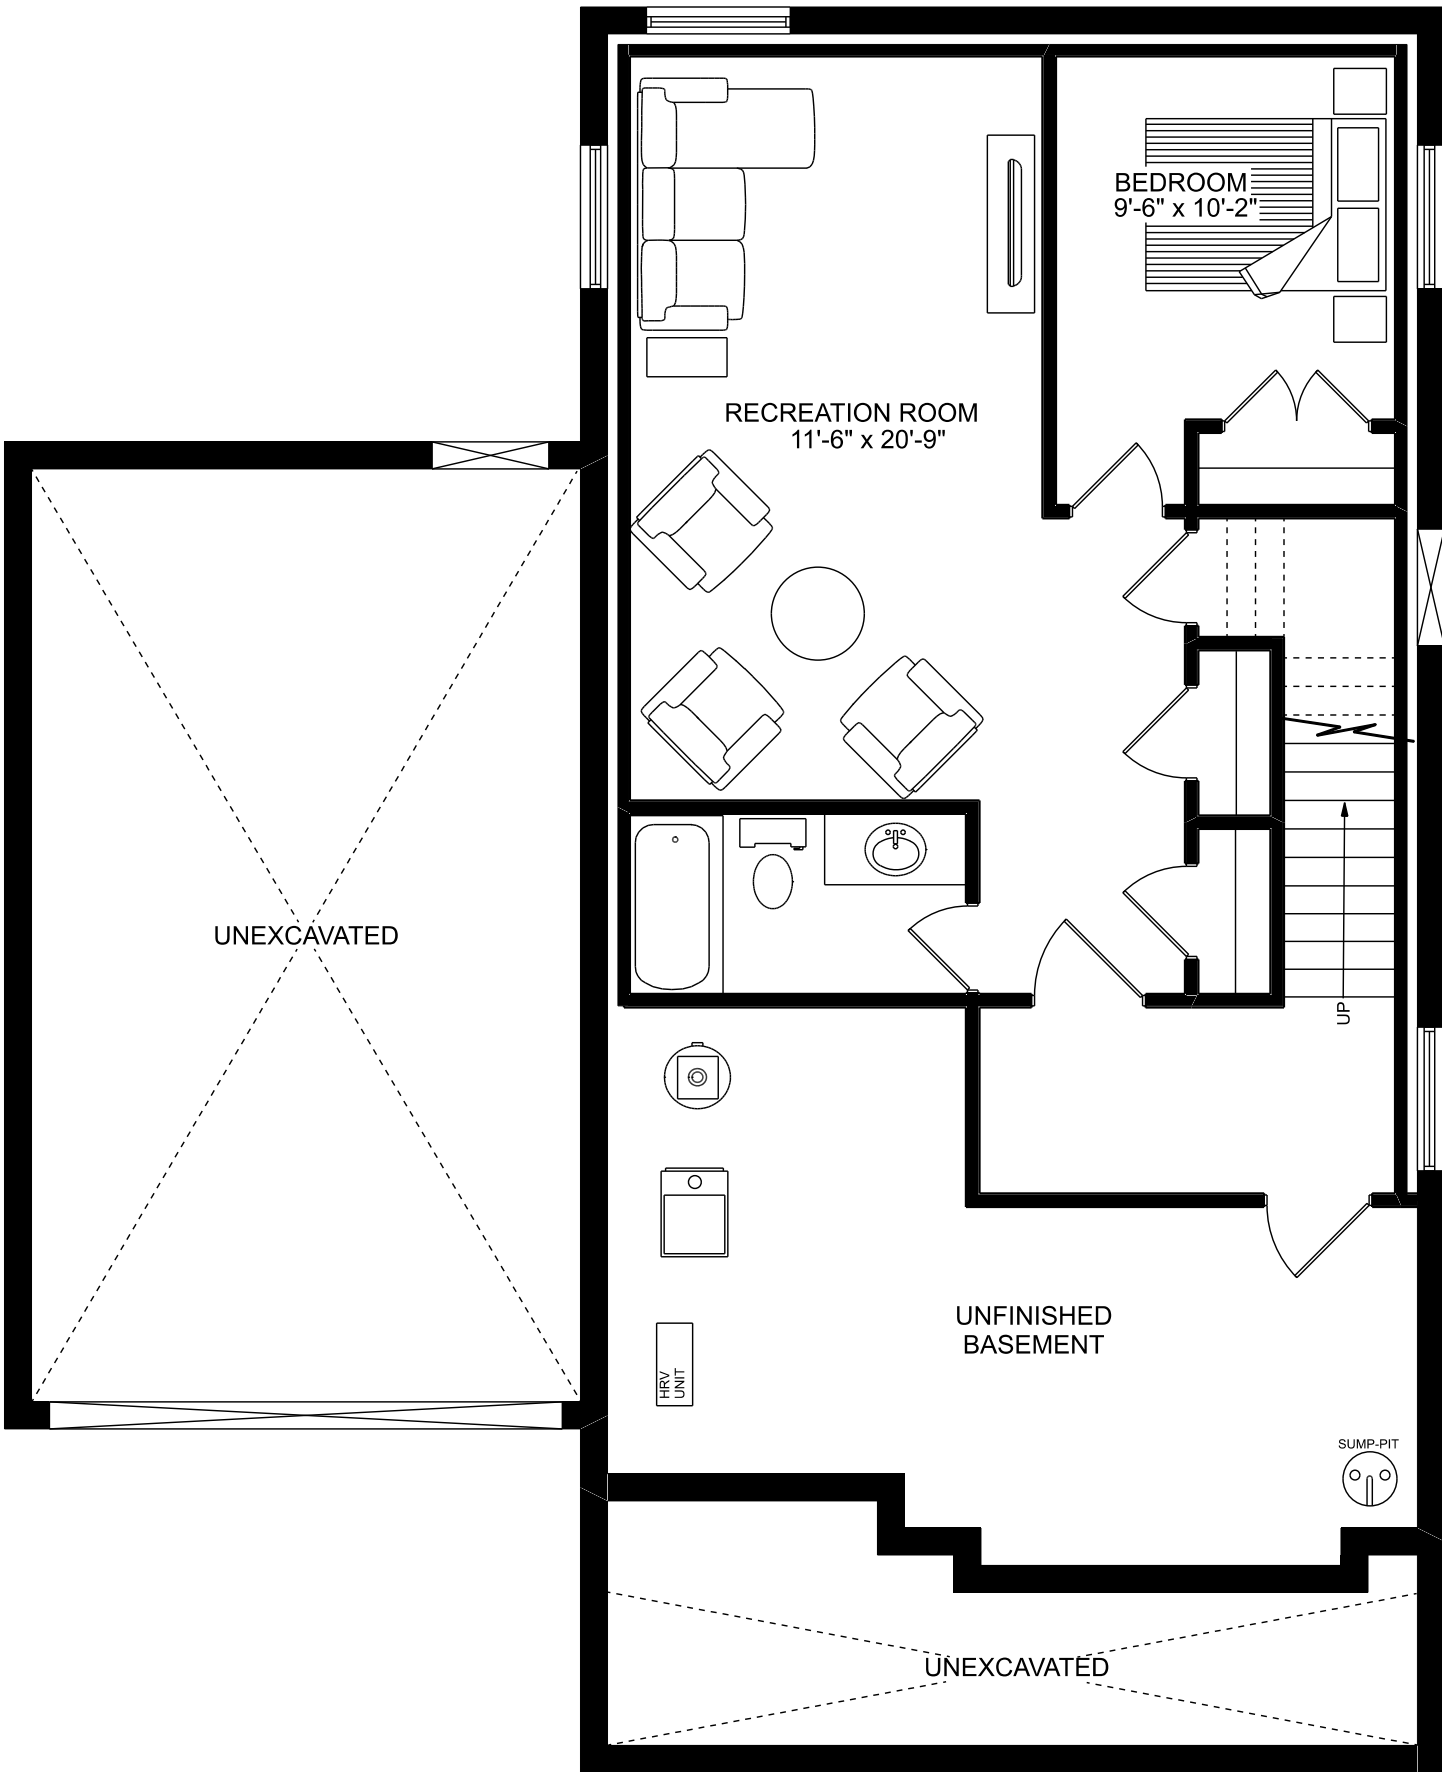 BEDROOM
9'-6" x 10'-2"
RECREATION ROOM
11'-6" x 20'-9"
UNEXCAVATED
UP
UNFINISHED
BASEMENT
HRV
UNIT
SUMP-PIT
UNEXCAVATED